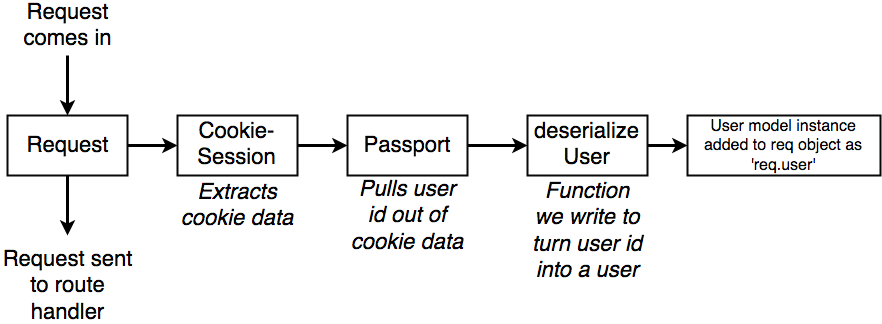 Request
comes in
Request
Cookie-
Session
Passport
deserialize
User
User model instance
added to req object as
'req.user'
Extracts
cookie data
Pulls user
id out of
cookie data
Function
we write to
turn user id
into a user
Request sent
to route
handler